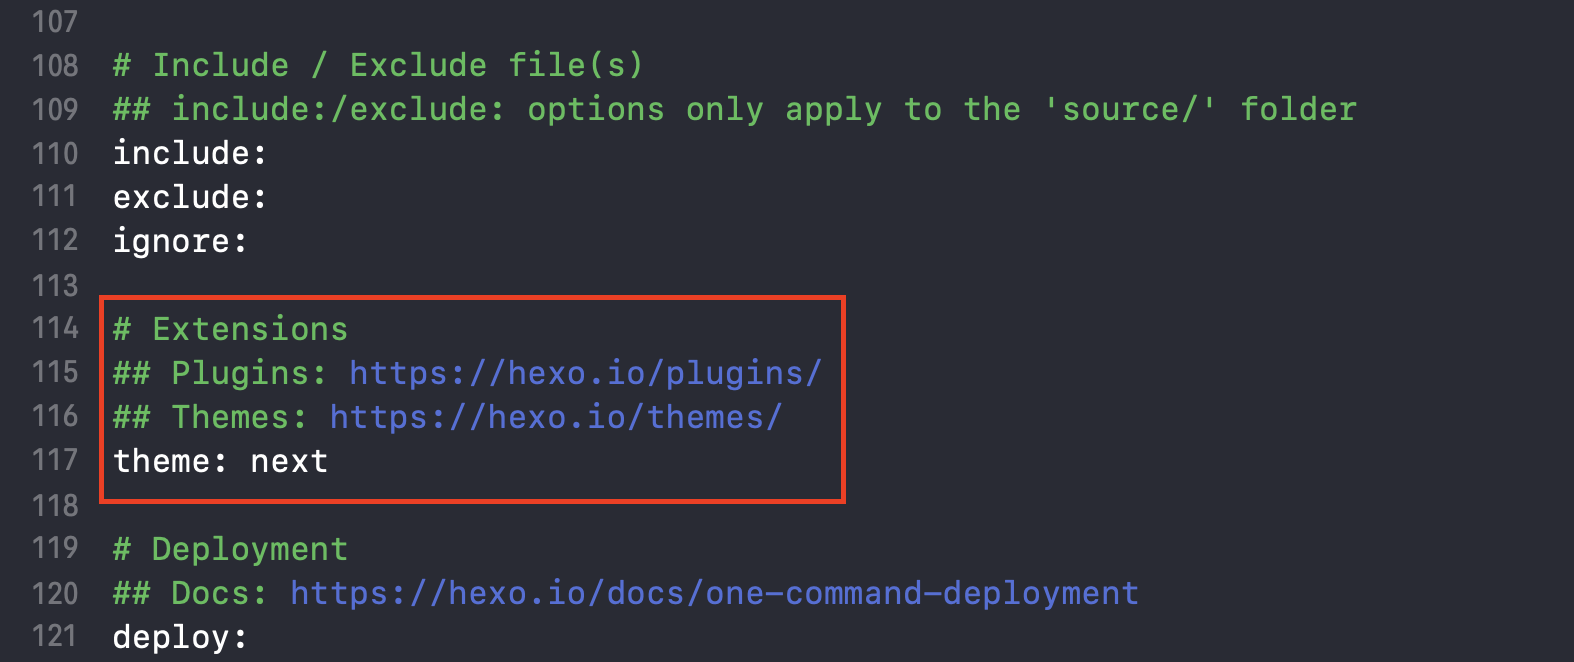 107
108 # Include / Exclude file(s)
109 ## include:/exclude: options only apply to the 'source/' folder
110 include:
111 exclude:
112 ignore:
113
114 # Extensions
115 ## Plugins: https://hexo.io/plugins/
116 ## Themes: https://hexo.io/themes/
117 theme: next
118
119 # Deployment
120 ## Docs: https://hexo.io/docs/one-command-deployment
121 deploy: